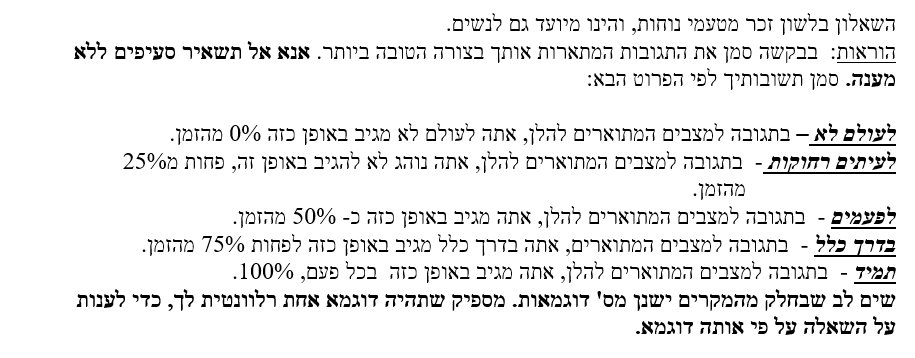 השאלון בלשון זכר מטעמי נוחות, והינו מיועד גם לנשים.
הוראות: בבקשה סמן את התגובות המתארות אותך בצורה הטובה ביותר. אנא אל תשאיר סעיפים ללא
מענה. סמן תשובותיך לפי הפרוט הבא:
לעולם לא – בתגובה למצבים המתוארים להלן, אתה לעולם לא מגיב באופן כזה 0% מהזמן.
לעיתים רחוקות - בתגובה למצבים המתוארים להלן, אתה נוהג לא להגיב באופן זה, פחות מ25%
מהזמן.
לפעמים - בתגובה למצבים המתוארים להלן, אתה מגיב באופן כזה כ- 50% מהזמן.
בדרך כלל - בתגובה למצבים המתוארים, אתה בדרך כלל מגיב באופן כזה לפחות 75% מהזמן.
תמיד - בתגובה למצבים המתוארים להלן, אתה מגיב באופן כזה בכל פעם, 100%.
שים לב שבחלק מהמקרים ישנן מס' דוגמאות. מספיק שתהיה דוגמא אחת רלוונטית לך, כדי לענות
על השאלה על פי אותה דוגמא.